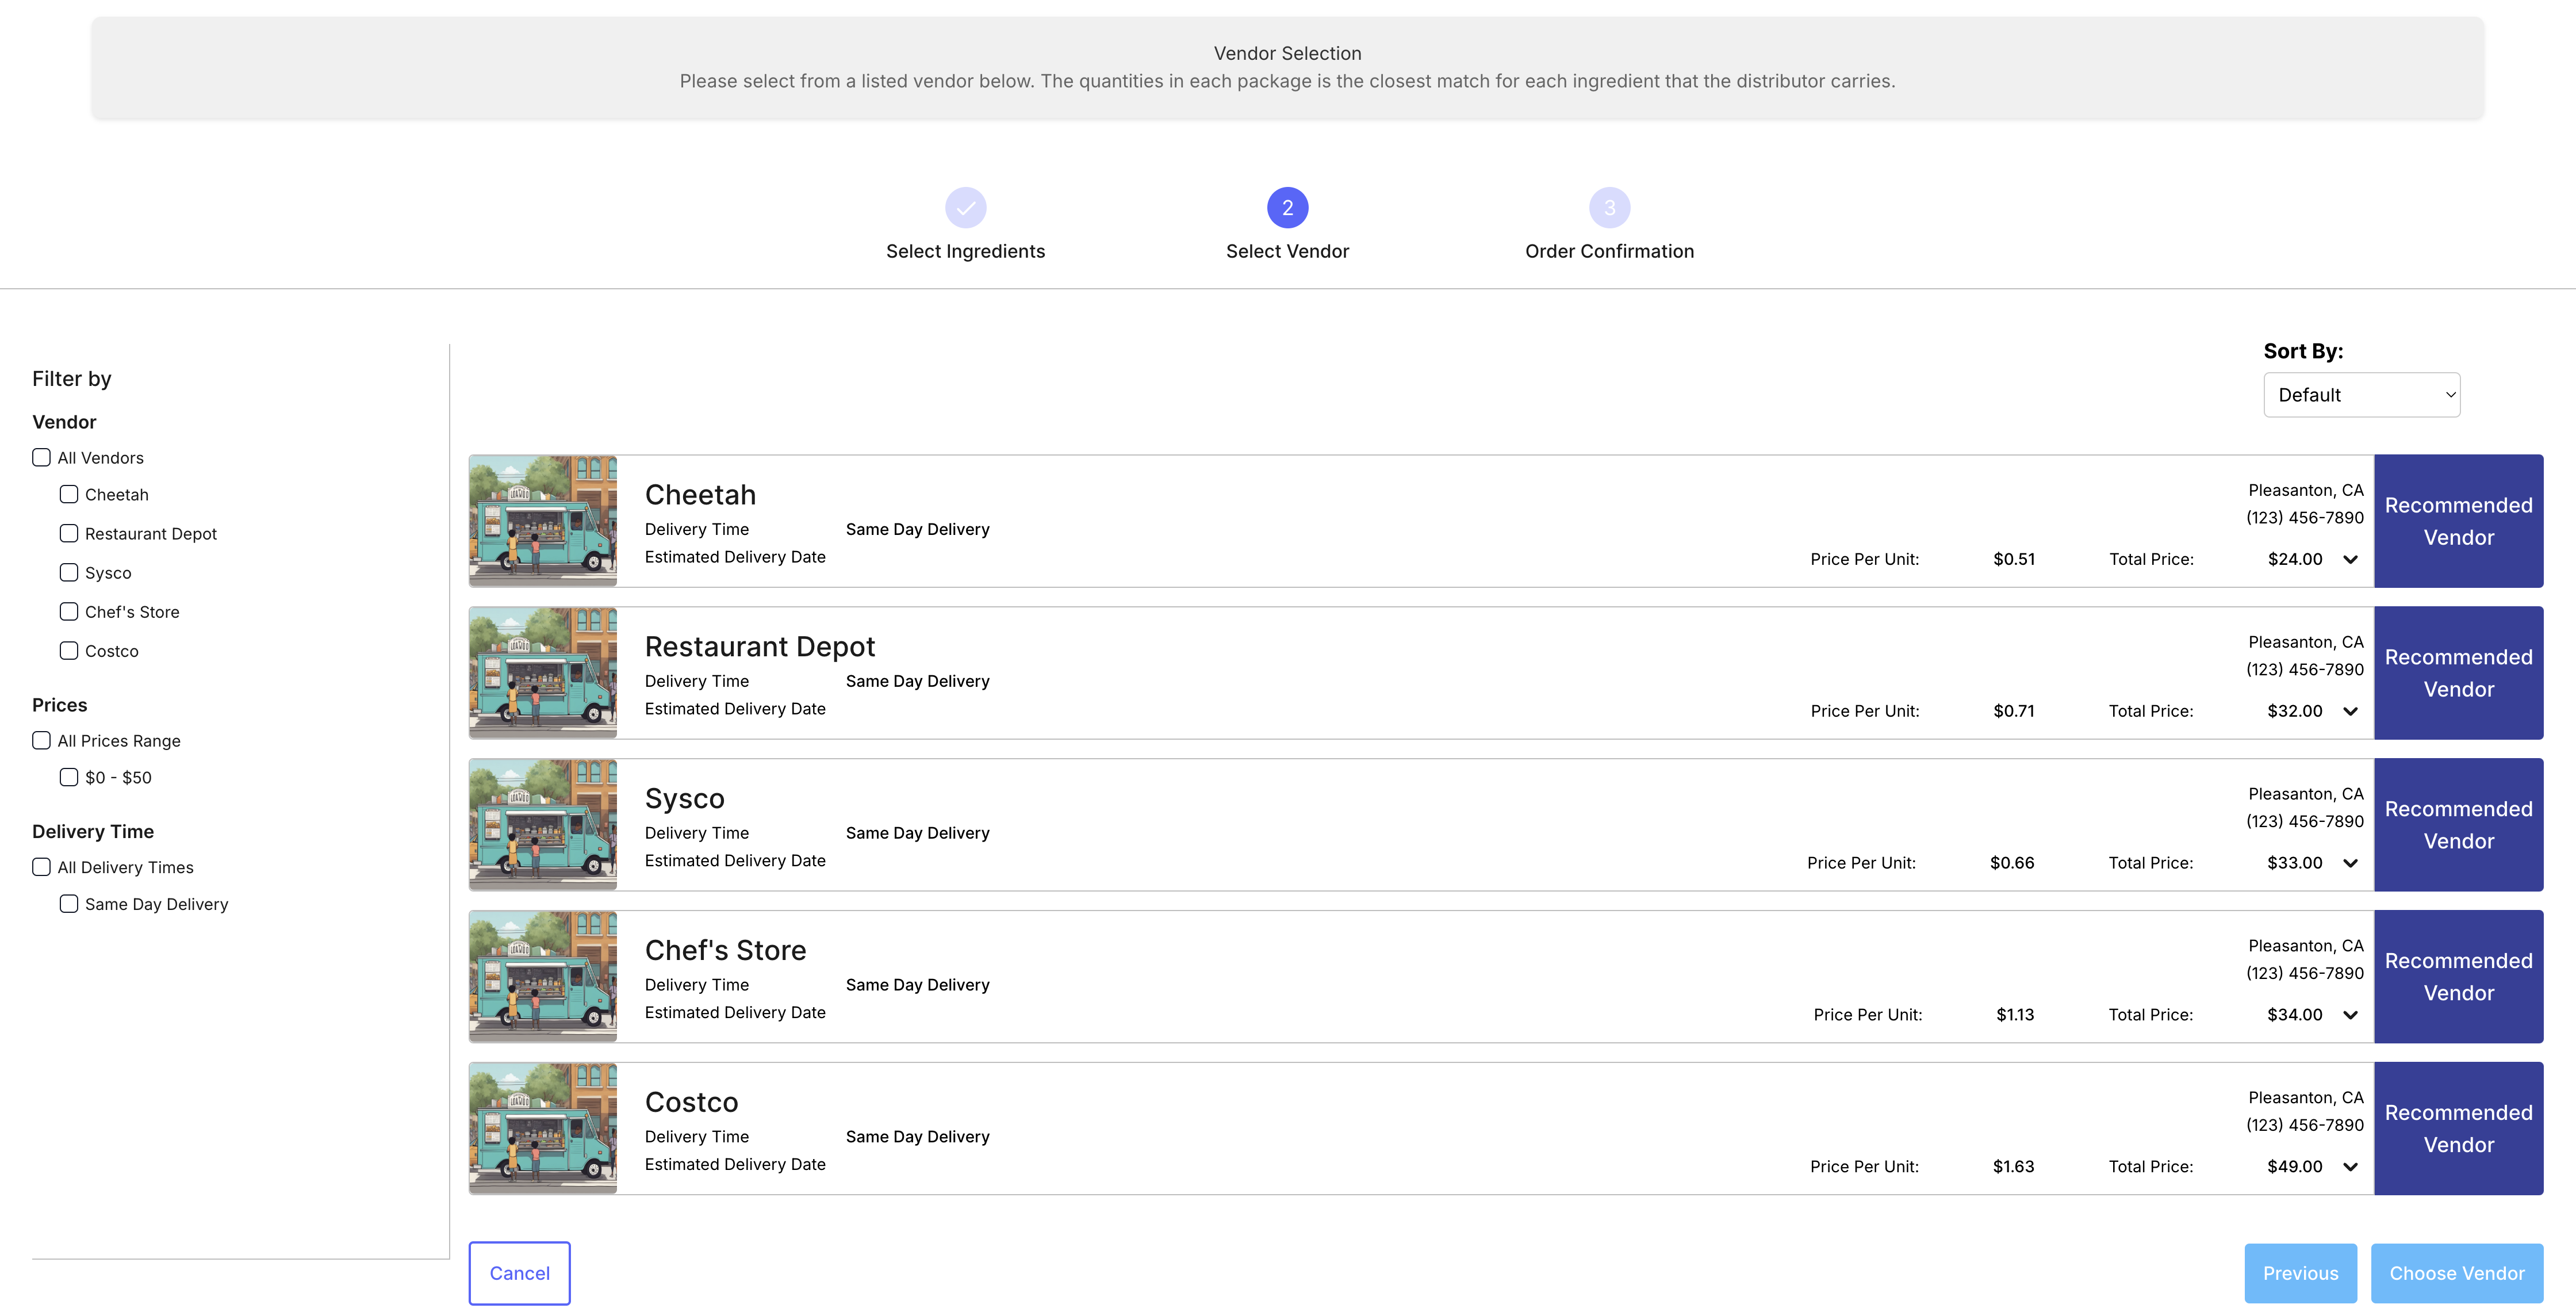 Vendor Selection
Please select from a listed vendor below. The quantities in each package is the closest match for each ingredient that the distributor carries.
2
3
Select Ingredients
Select Vendor
Order Confirmation
Filter by
Vendor
All Vendors
Cheetah
Restaurant Depot
Sysco
Chef's Store
Costco
Prices
All Prices Range
$0 - $50
Delivery Time
All Delivery Times
Same Day Delivery
Sort By:
Default
Cheetah
Delivery Time Same Day Delivery
Estimated Delivery Date
Pleasanton, CA
(123) 456-7890
Price Per Unit: $0.51 Total Price: $24.00
Recommended
Vendor
Restaurant Depot
Delivery Time Same Day Delivery
Estimated Delivery Date
Pleasanton, CA
(123) 456-7890
Price Per Unit: $0.71 Total Price: $32.00
Recommended
Vendor
Sysco
Delivery Time Same Day Delivery
Estimated Delivery Date
Pleasanton, CA
(123) 456-7890
Price Per Unit: $0.66 Total Price: $33.00
Recommended
Vendor
Chef's Store
Delivery Time Same Day Delivery
Estimated Delivery Date
Pleasanton, CA
(123) 456-7890
Price Per Unit: $1.13 Total Price: $34.00
Recommended
Vendor
Costco
Delivery Time Same Day Delivery
Estimated Delivery Date
Pleasanton, CA
(123) 456-7890
Price Per Unit: $1.63 Total Price: $49.00
Recommended
Vendor
Cancel
Previous
Choose Vendor